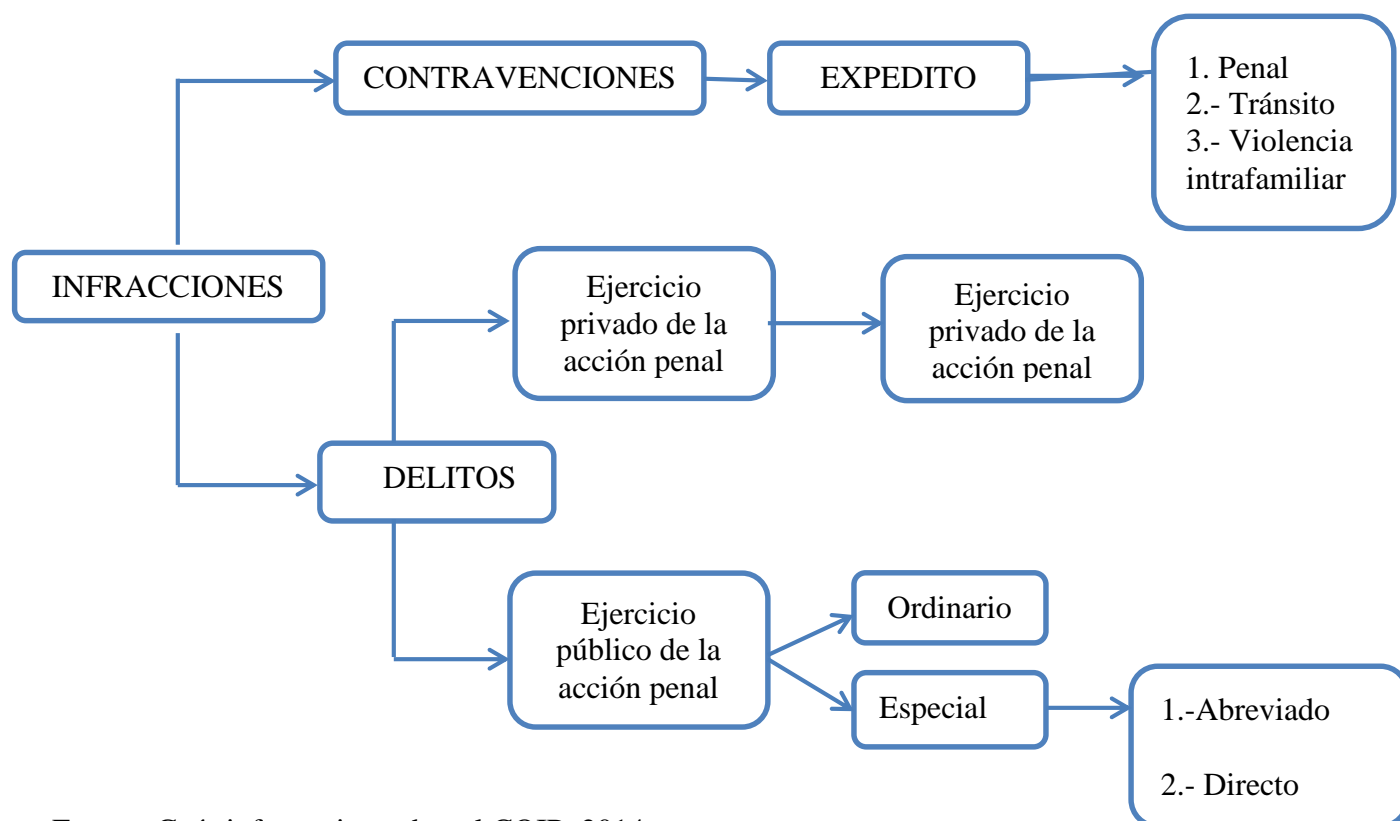 CONTRAVENCIONES
EXPEDITO
1. Penal
2.- Tránsito
3.- Violencia
intrafamiliar
INFRACCIONES
Ejercicio
privado de la
acción penal
Ejercicio
privado de la
acción penal
DELITOS
Ejercicio
público de la
acción penal
Ordinario
Especial
1.-Abreviado
2.- Directo